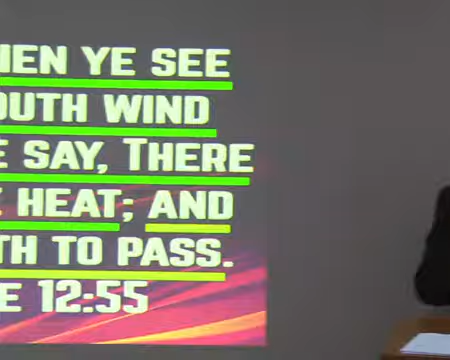 HEN YE SEE
OUTH WIND
E SAY, THERE
E HEAT; AND
TH TO PASS.
E 12:55